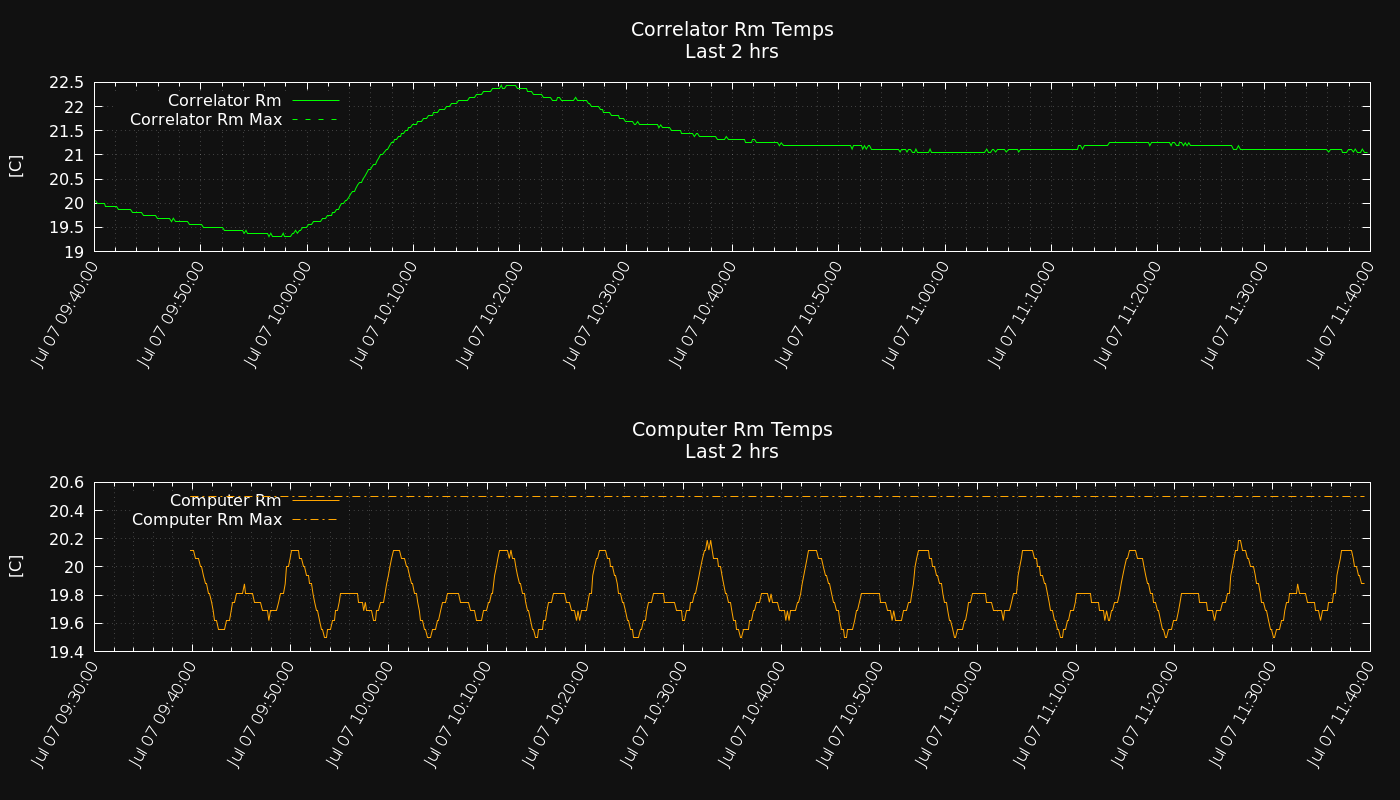 Correlator Rm Temps
Last 2 hrs
22.5
22
21.5
21
20.5
20
19.5
19
[C]
Correlator Rm
Correlator Rm Max
Jul 07 09:40:00
Jul 07 09:50:00
Jul 07 10:00:00
Jul 07 10:10:00
Jul 07 10:20:00
Jul 07 10:30:00
Jul 07 10:40:00
Jul 07 10:50:00
Jul 07 11:00:00
Jul 07 11:10:00
Jul 07 11:20:00
Jul 07 11:30:00
Jul 07 11:40:00
Computer Rm Temps
Last 2 hrs
20.6
20.4
20.2
20
19.8
19.6
19.4
[C]
Computer Rm
Computer Rm Max
Jul 07 09:30:00
Jul 07 09:40:00
Jul 07 09:50:00
Jul 07 10:00:00
Jul 07 10:10:00
Jul 07 10:20:00
Jul 07 10:30:00
Jul 07 10:40:00
Jul 07 10:50:00
Jul 07 11:00:00
Jul 07 11:10:00
Jul 07 11:20:00
Jul 07 11:30:00
Jul 07 11:40:00